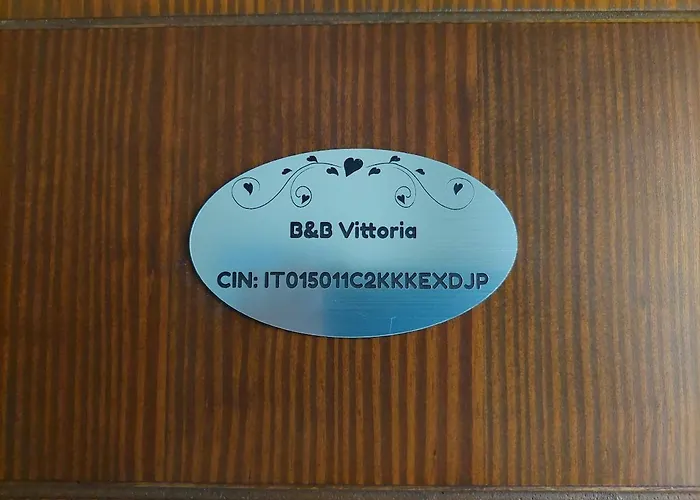 B&B Vittoria
CIN: IT015011C2KKKEXDJP